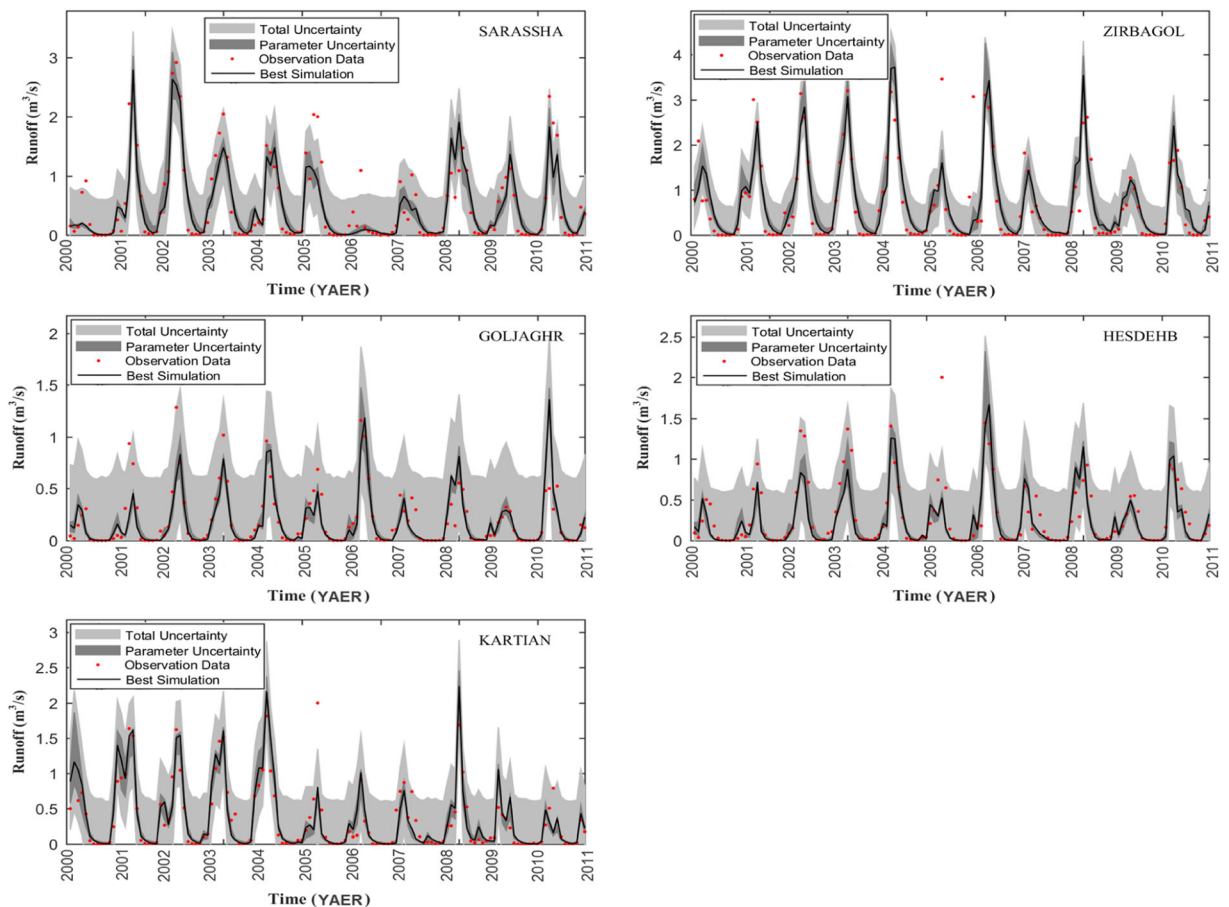 Total Uncertainty
Parameter Uncertainty
Observation Data
Best Simulation
SARASSHA
3
2
1
0
Runoff (m³/s)
2000 2001 2002 2003 2004 2005 2006 2007 2008 2009 2010 2011
Time (YAER)
Total Uncertainty
Parameter Uncertainty
Observation Data
Best Simulation
ZIRBAGOL
4
3
2
1
0
Runoff (m³/s)
2000 2001 2002 2003 2004 2005 2006 2007 2008 2009 2010 2011
Time (YAER)
Total Uncertainty
Parameter Uncertainty
Observation Data
Best Simulation
GOLJAGHR
2
1.5
1
0.5
0
Runoff (m³/s)
2000 2001 2002 2003 2004 2005 2006 2007 2008 2009 2010 2011
Time (YAER)
Total Uncertainty
Parameter Uncertainty
Observation Data
Best Simulation
HESDEHB
2.5
2
1.5
1
0.5
0
Runoff (m³/s)
2000 2001 2002 2003 2004 2005 2006 2007 2008 2009 2010 2011
Time (YAER)
Total Uncertainty
Parameter Uncertainty
Observation Data
Best Simulation
KARTIAN
3
2.5
2
1.5
1
0.5
0
Runoff (m³/s)
2000 2001 2002 2003 2004 2005 2006 2007 2008 2009 2010 2011
Time (YAER)